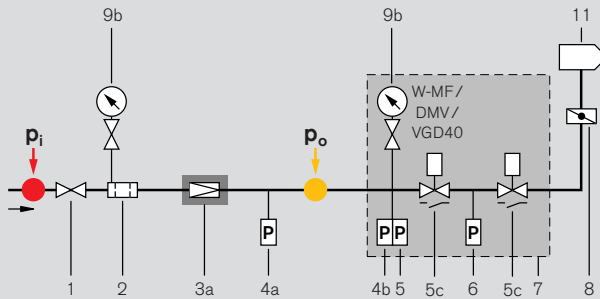 9b 9b 11
W-MF/
DMV/
VGD40
pi po
P P P P
1 2 3a 4a 4b 5 5c 6 5c 7 8